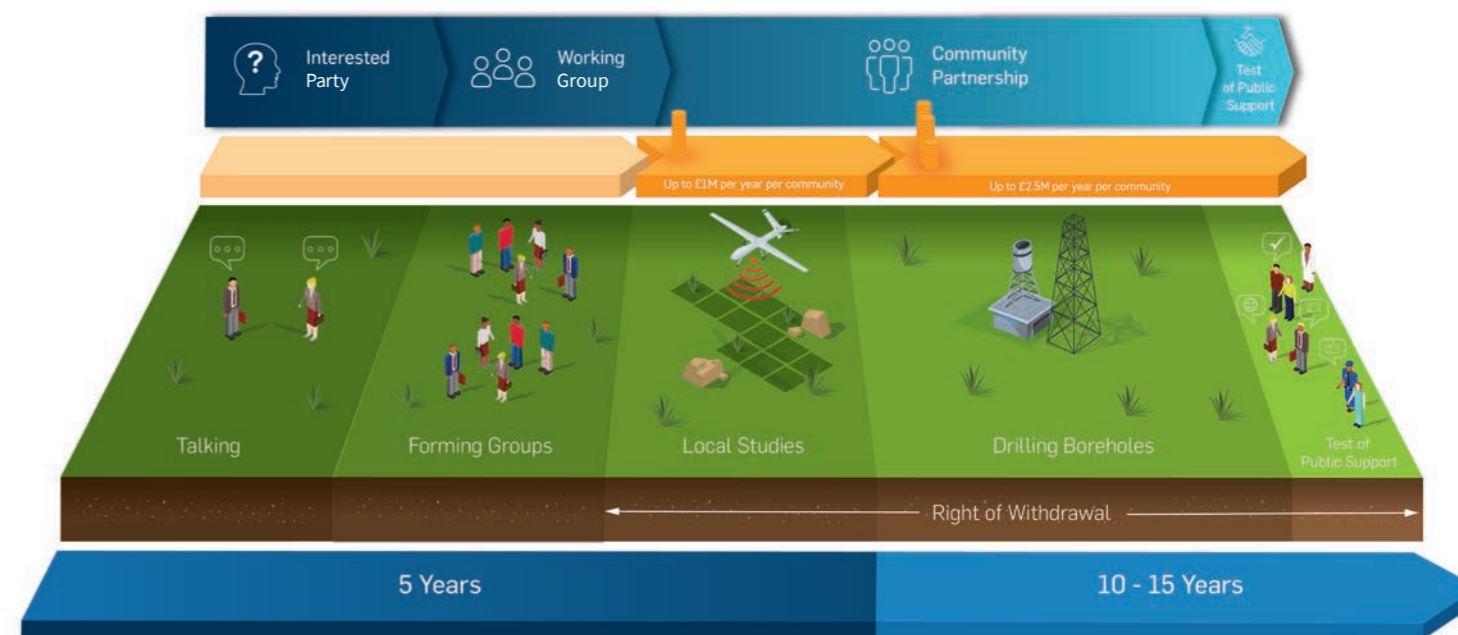 ?
Interested
Party
Working
Group
Community
Partnership
Test
of Public
Support
Up to £1M per year per community
Up to £2.5M per year per community
Talking
Forming Groups
Local Studies
Drilling Boreholes
Test of
Public Support
Right of Withdrawal
5 Years
10 - 15 Years